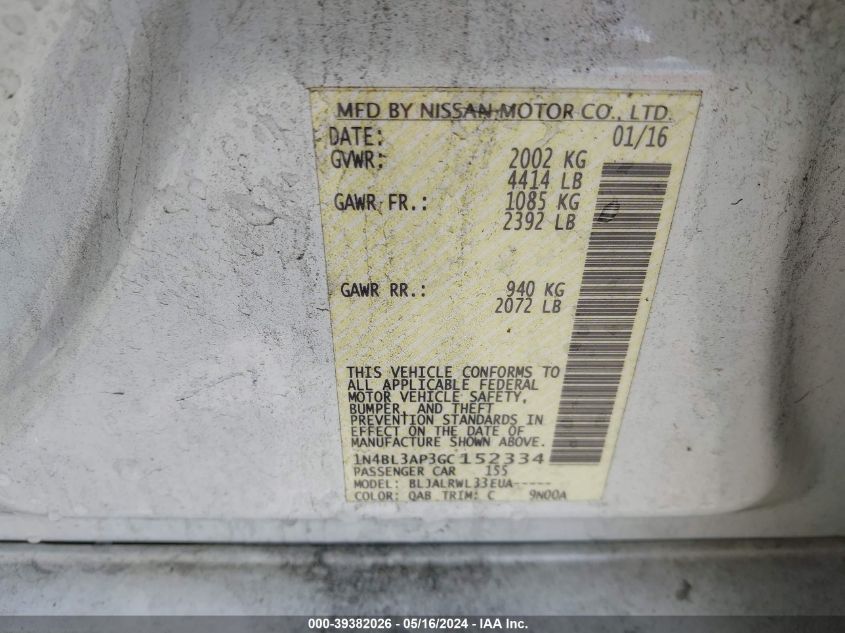 MFD BY NISSAN MOTOR CO., LTD.
DATE: 01/16
GVWR: 2002 KG
4414 LB
GAWR FR.: 1085 KG
2392 LB
GAWR RR.: 940 KG
2072 LB
THIS VEHICLE CONFORMS TO
ALL APPLICABLE FEDERAL
MOTOR VEHICLE SAFETY,
BUMPER, AND THEFT
PREVENTION STANDARDS IN
EFFECT ON THE DATE OF
MANUFACTURE SHOWN ABOVE.
1N4BL3AP3GC152334
PASSENGER CAR 155
MODEL: BLJALRWL33EUA-----
COLOR: QAB TRIM: C 9N00A
000-39382026 - 05/16/2024 - IAA Inc.